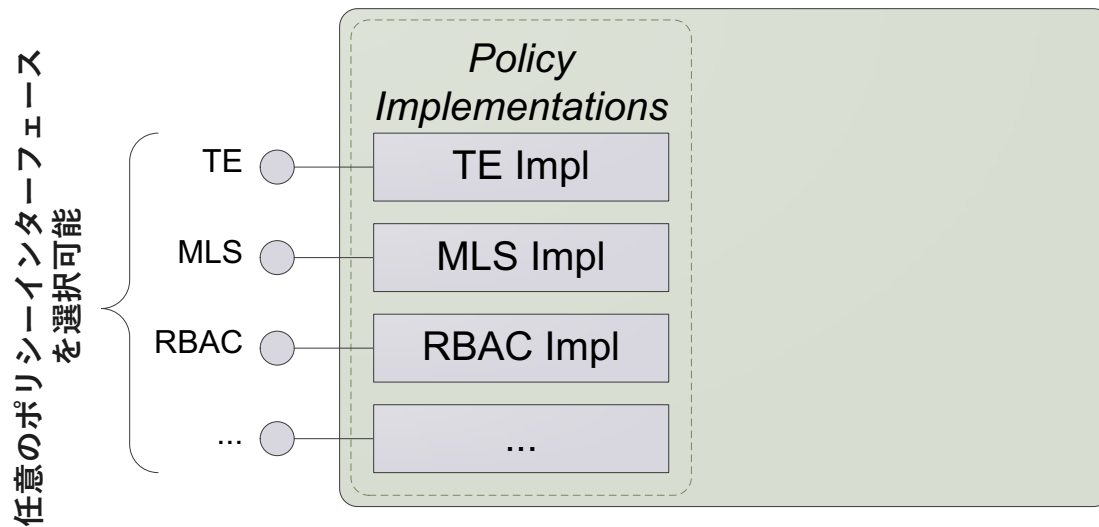 任意のポリシーインターフェース
を選択可能
Policy
Implementations
TE
TE Impl
MLS
MLS Impl
RBAC
RBAC Impl
...
...